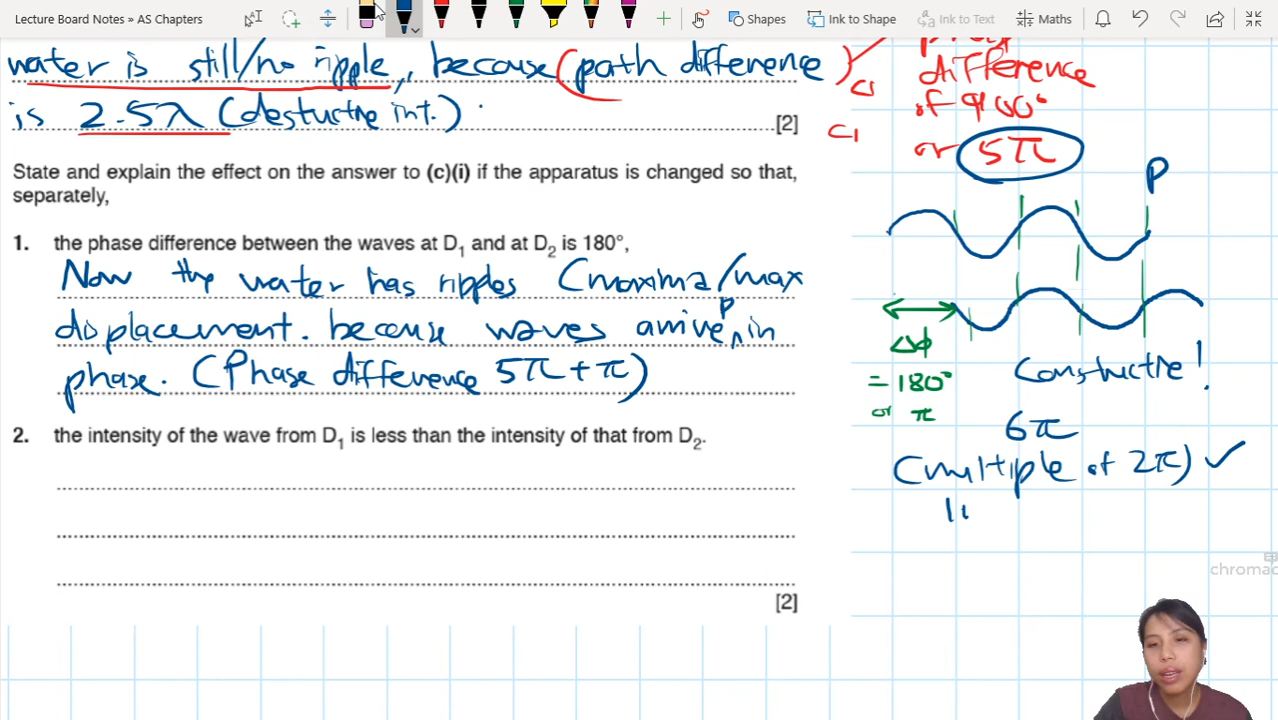 Lecture Board Notes » AS Chapters
Shapes
Ink to Shape
Ink to Text
Maths
water is still/no ripple, because (path difference)
is 2.5λ (destuctive int.).
[2]
c1
c1
difference
of 900°
or 5π
State and explain the effect on the answer to (c)(i) if the apparatus is changed so that,
separately,
1. the phase difference between the waves at D1 and at D2 is 180°,
Now the water has ripples (maxima/max
displacement. because waves arrive P in
phase. (Phase difference 5π+π)
2. the intensity of the wave from D1 is less than the intensity of that from D2.
[2]
P
Δϕ
= 180°
or π
Constructive!
6π
(multiple of 2π) ✓
chromac